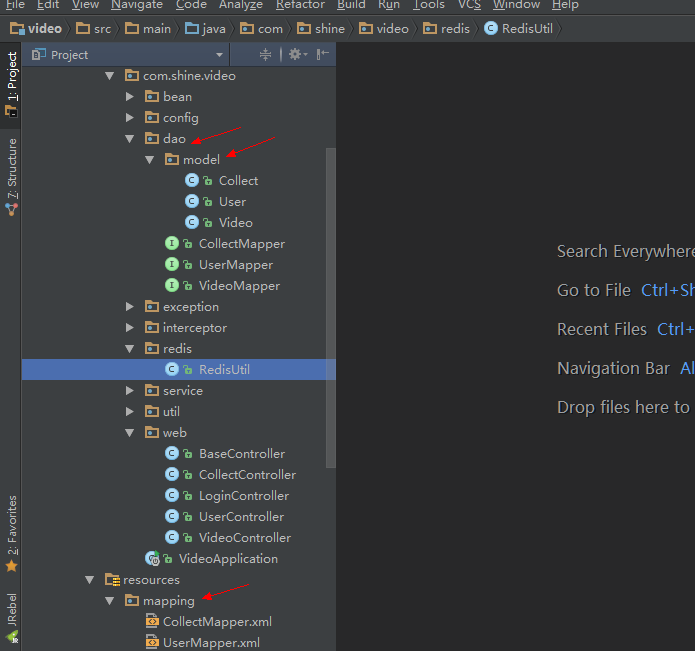 File Edit View Navigate Code Analyze Refactor Build Run Tools VCS Window Help
video src main java com shine video redis RedisUtil
1: Project
Project
com.shine.video
bean
config
dao
model
Collect
User
Video
CollectMapper
UserMapper
VideoMapper
exception
interceptor
redis
RedisUtil
service
util
web
BaseController
CollectController
LoginController
UserController
VideoController
VideoApplication
resources
mapping
CollectMapper.xml
UserMapper.xml
7: Structure
2: Favorites
JRebel
Search Everywhere
Go to File Ctrl+Sh
Recent Files Ctrl+
Navigation Bar Al
Drop files here to